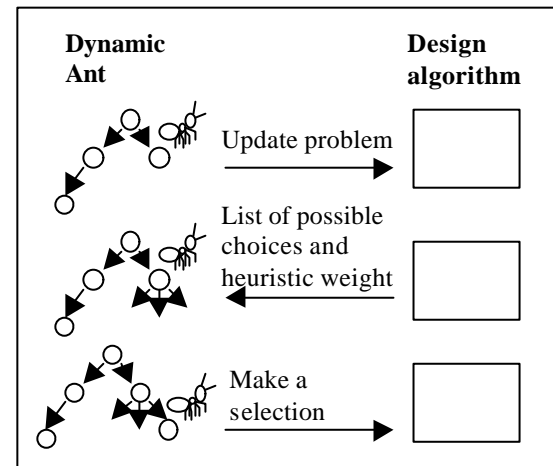 Dynamic
Ant
Design
algorithm
Update problem
List of possible
choices and
heuristic weight
Make a
selection